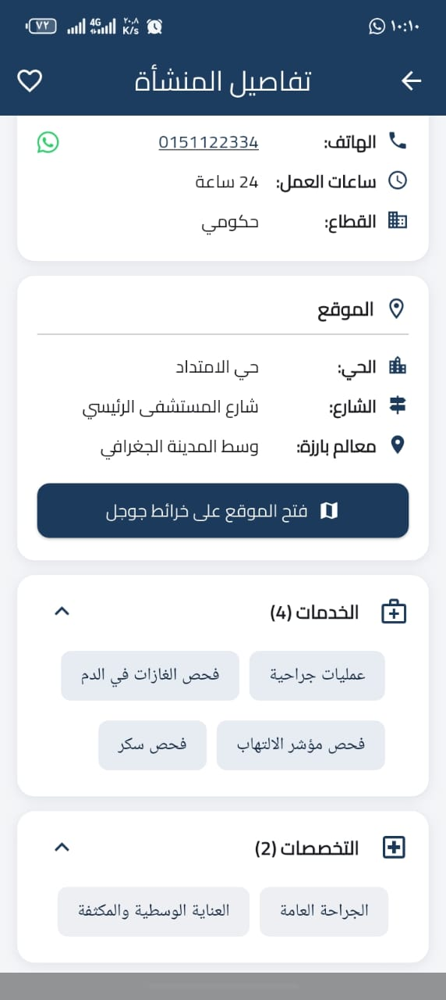 ١٠:١٠ ٢٠.٨ K/s 4G ٧٢
تفاصيل المنشأة
الهاتف: 0151122334
ساعات العمل: 24 ساعة
القطاع: حكومي
الموقع
الحي: حي الامتداد
الشارع: شارع المستشفى الرئيسي
معالم بارزة: وسط المدينة الجغرافي
فتح الموقع على خرائط جوجل
الخدمات (4)
عمليات جراحية فحص الغازات في الدم
فحص مؤشر الالتهاب فحص سكر
التخصصات (2)
الجراحة العامة العناية الوسطية والمكثفة